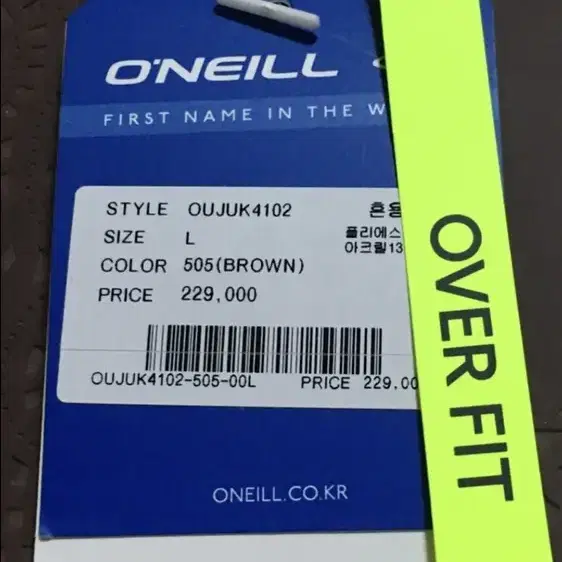 O'NEILL
FIRST NAME IN THE W
STYLE OUJUK4102
혼용
SIZE L
폴리에스
아크릴13
COLOR 505(BROWN)
PRICE 229,000
OUJUK4102-505-00L PRICE 229,00
ONEILL.CO.KR
OVER FIT